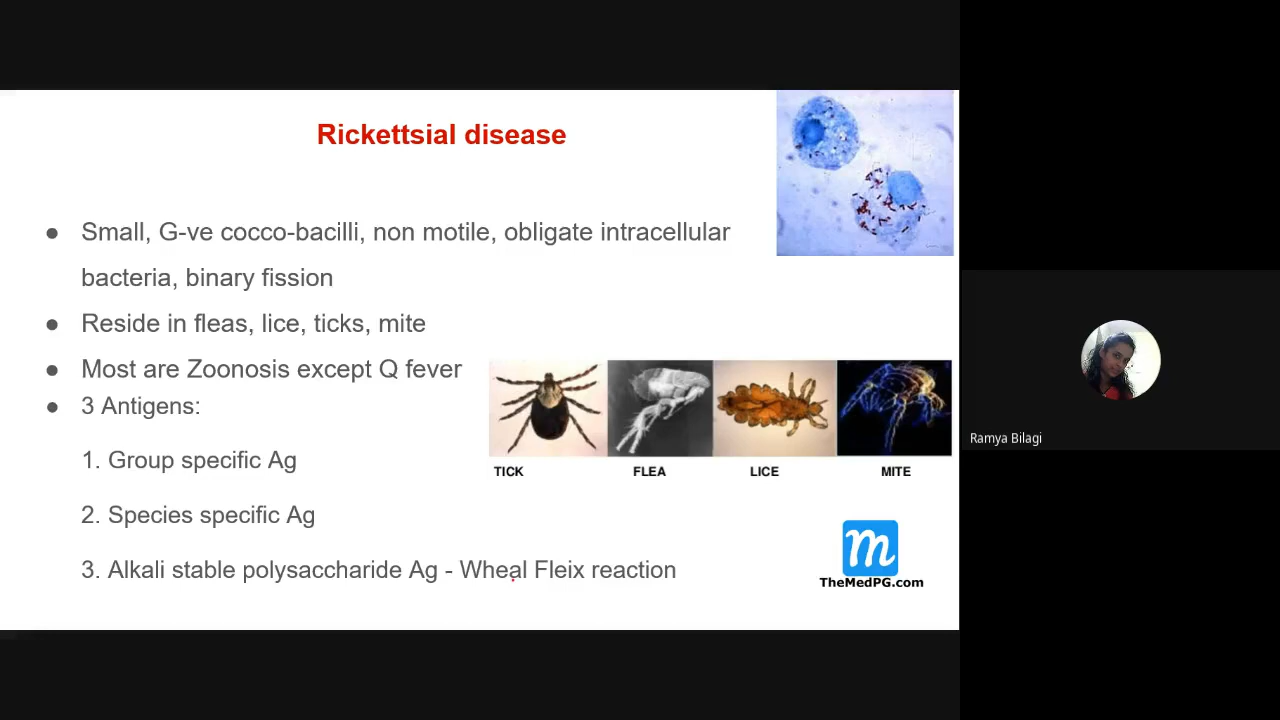 Rickettsial disease
● Small, G-ve cocco-bacilli, non motile, obligate intracellular
bacteria, binary fission
● Reside in fleas, lice, ticks, mite
● Most are Zoonosis except Q fever
● 3 Antigens:
1. Group specific Ag
2. Species specific Ag
3. Alkali stable polysaccharide Ag - Wheal Fleix reaction
TICK FLEA LICE MITE
m
TheMedPG.com
Ramya Bilagi